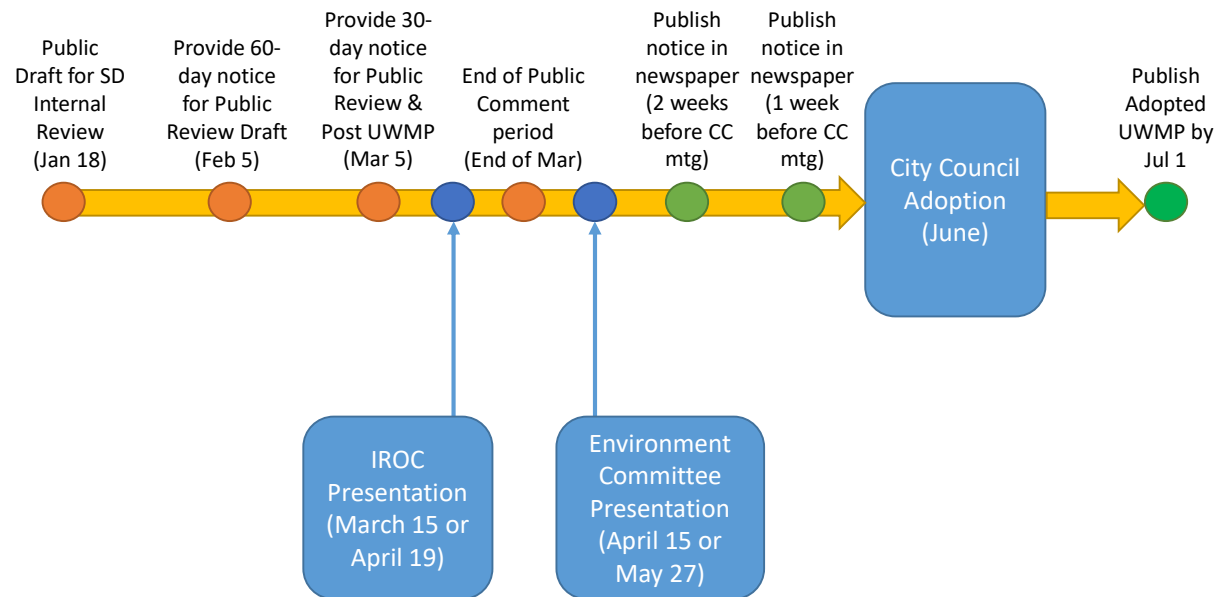 Public
Draft for SD
Internal
Review
(Jan 18)
Provide 60-
day notice
for Public
Review Draft
(Feb 5)
Provide 30-
day notice
for Public
Review &
Post UWMP
(Mar 5)
End of Public
Comment
period
(End of Mar)
Publish
notice in
newspaper
(2 weeks
before CC
mtg)
Publish
notice in
newspaper
(1 week
before CC
mtg)
City Council
Adoption
(June)
Publish
Adopted
UWMP by
Jul 1
IROC
Presentation
(March 15 or
April 19)
Environment
Committee
Presentation
(April 15 or
May 27)